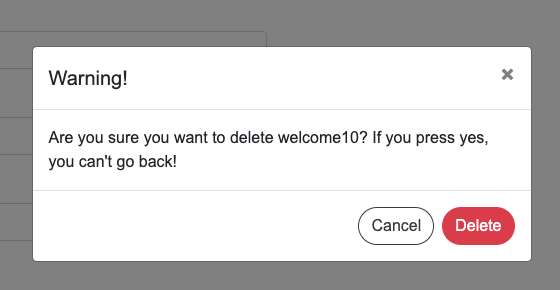 Warning!
×
Are you sure you want to delete welcome10? If you press yes,
you can't go back!
Cancel
Delete